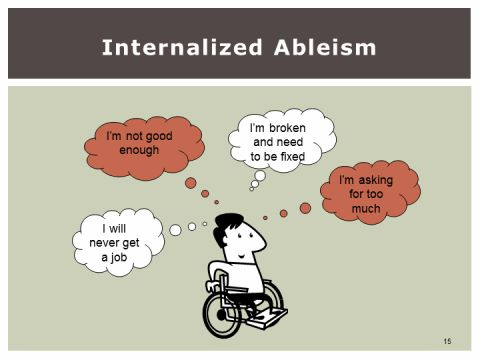 Internalized Ableism
I'm not good
enough
I'm broken
and need
to be fixed
I'm asking
for too
much
I will
never get
a job
15